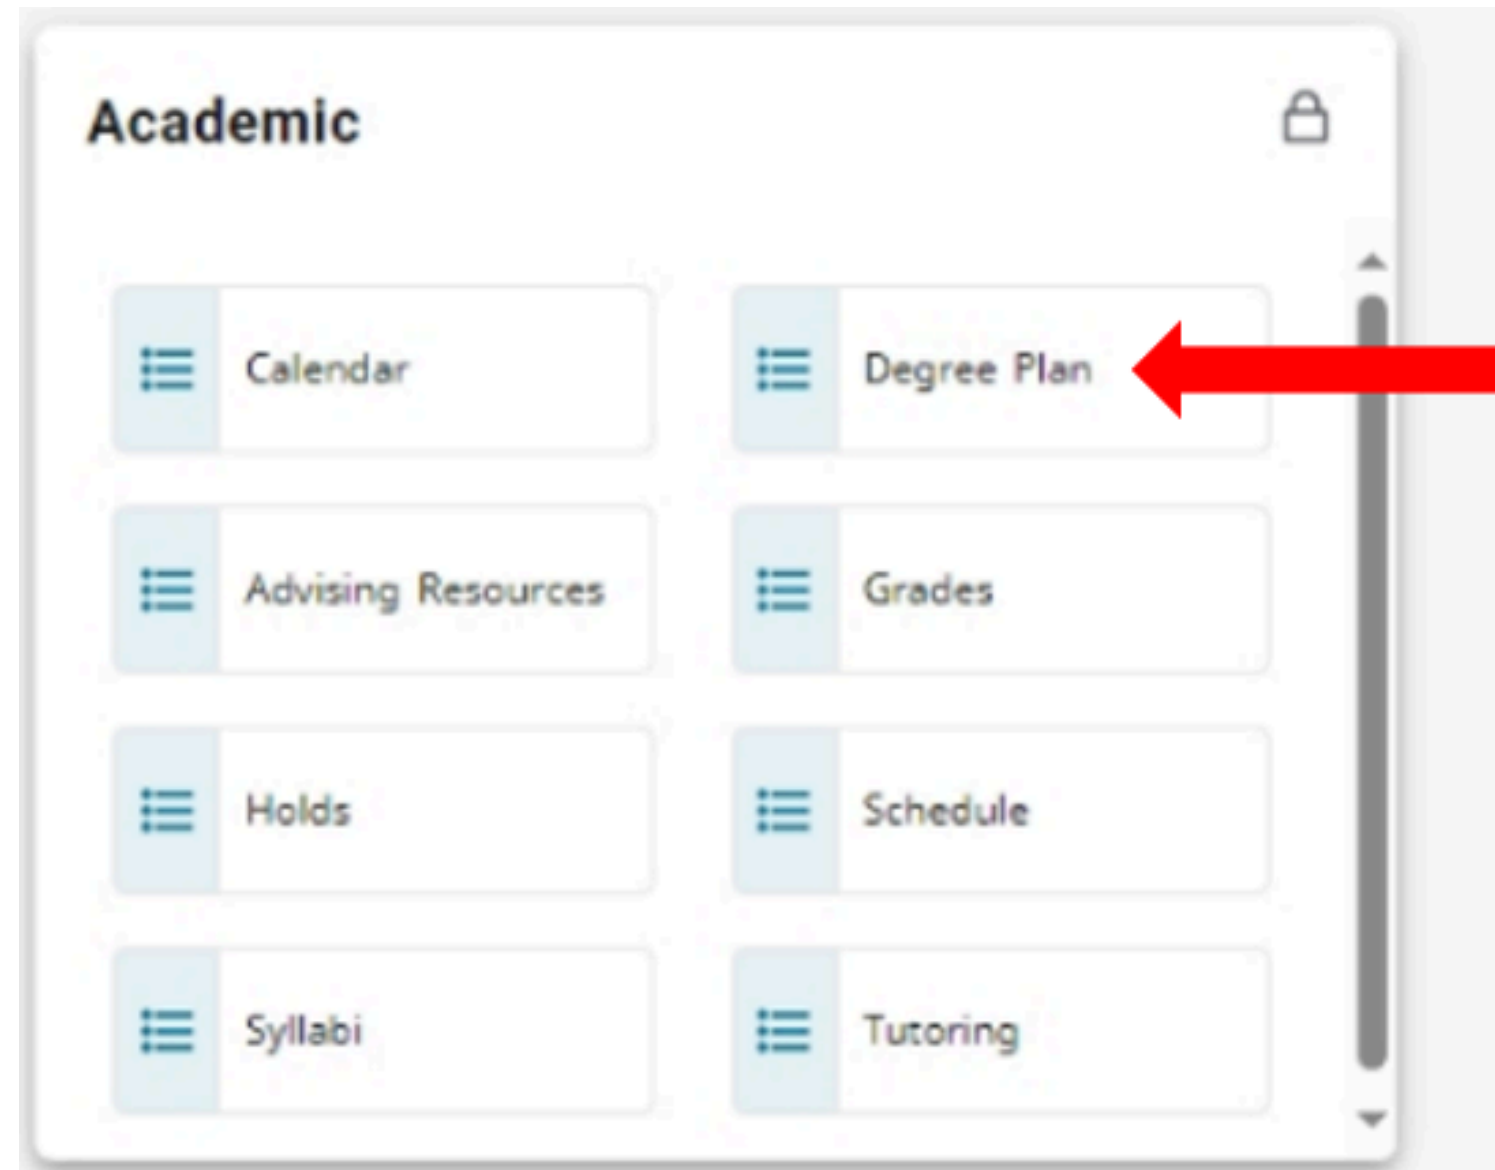 Academic
Calendar
Degree Plan
Advising Resources
Grades
Holds
Schedule
Syllabi
Tutoring